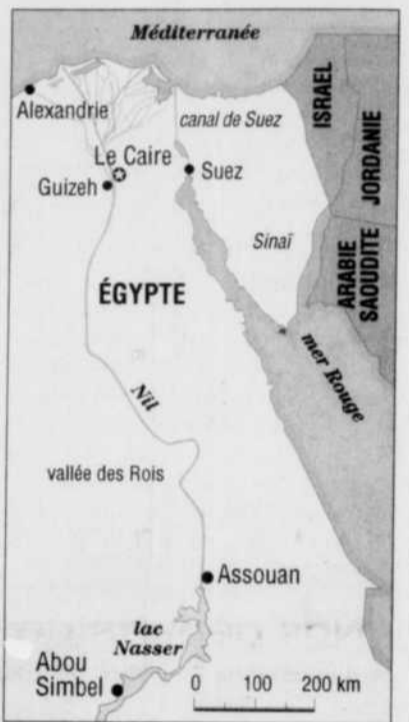 Méditerranée
Alexandrie
canal de Suez
ISRAEL
JORDANIE
Le Caire
Guizeh
Suez
Sinaï
ARABIE
SAOUDITE
ÉGYPTE
mer Rouge
Nil
vallée des Rois
Assouan
lac
Nasser
Abou
Simbel
0 100 200 km